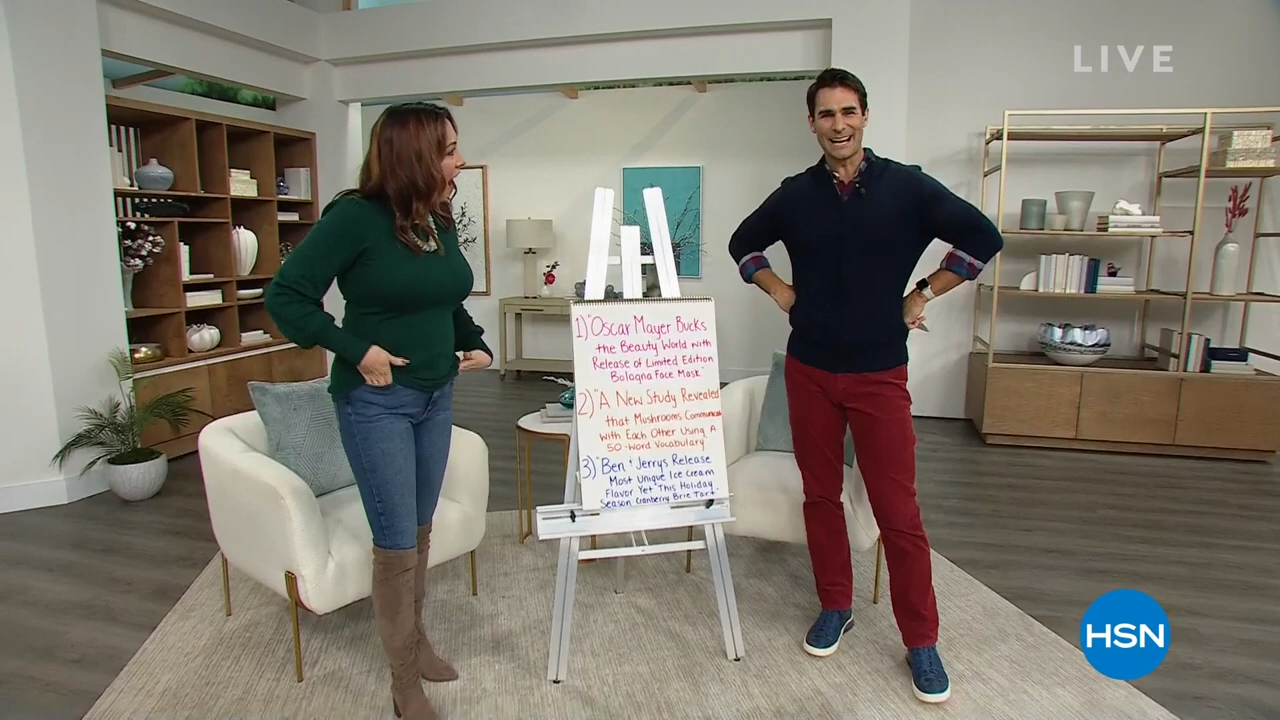 LIVE
1) "Oscar Mayer Bucks
the Beauty World with
Release of Limited Edition
Bologna Face Mask"
2) "A New Study Revealed
that Mushrooms Communicate
with Each Other Using A
50-Word Vocabulary"
3) "Ben + Jerrys Release
Most Unique Ice Cream
Flavor Yet This Holiday
Season Cranberry Brie Tart"
HSN